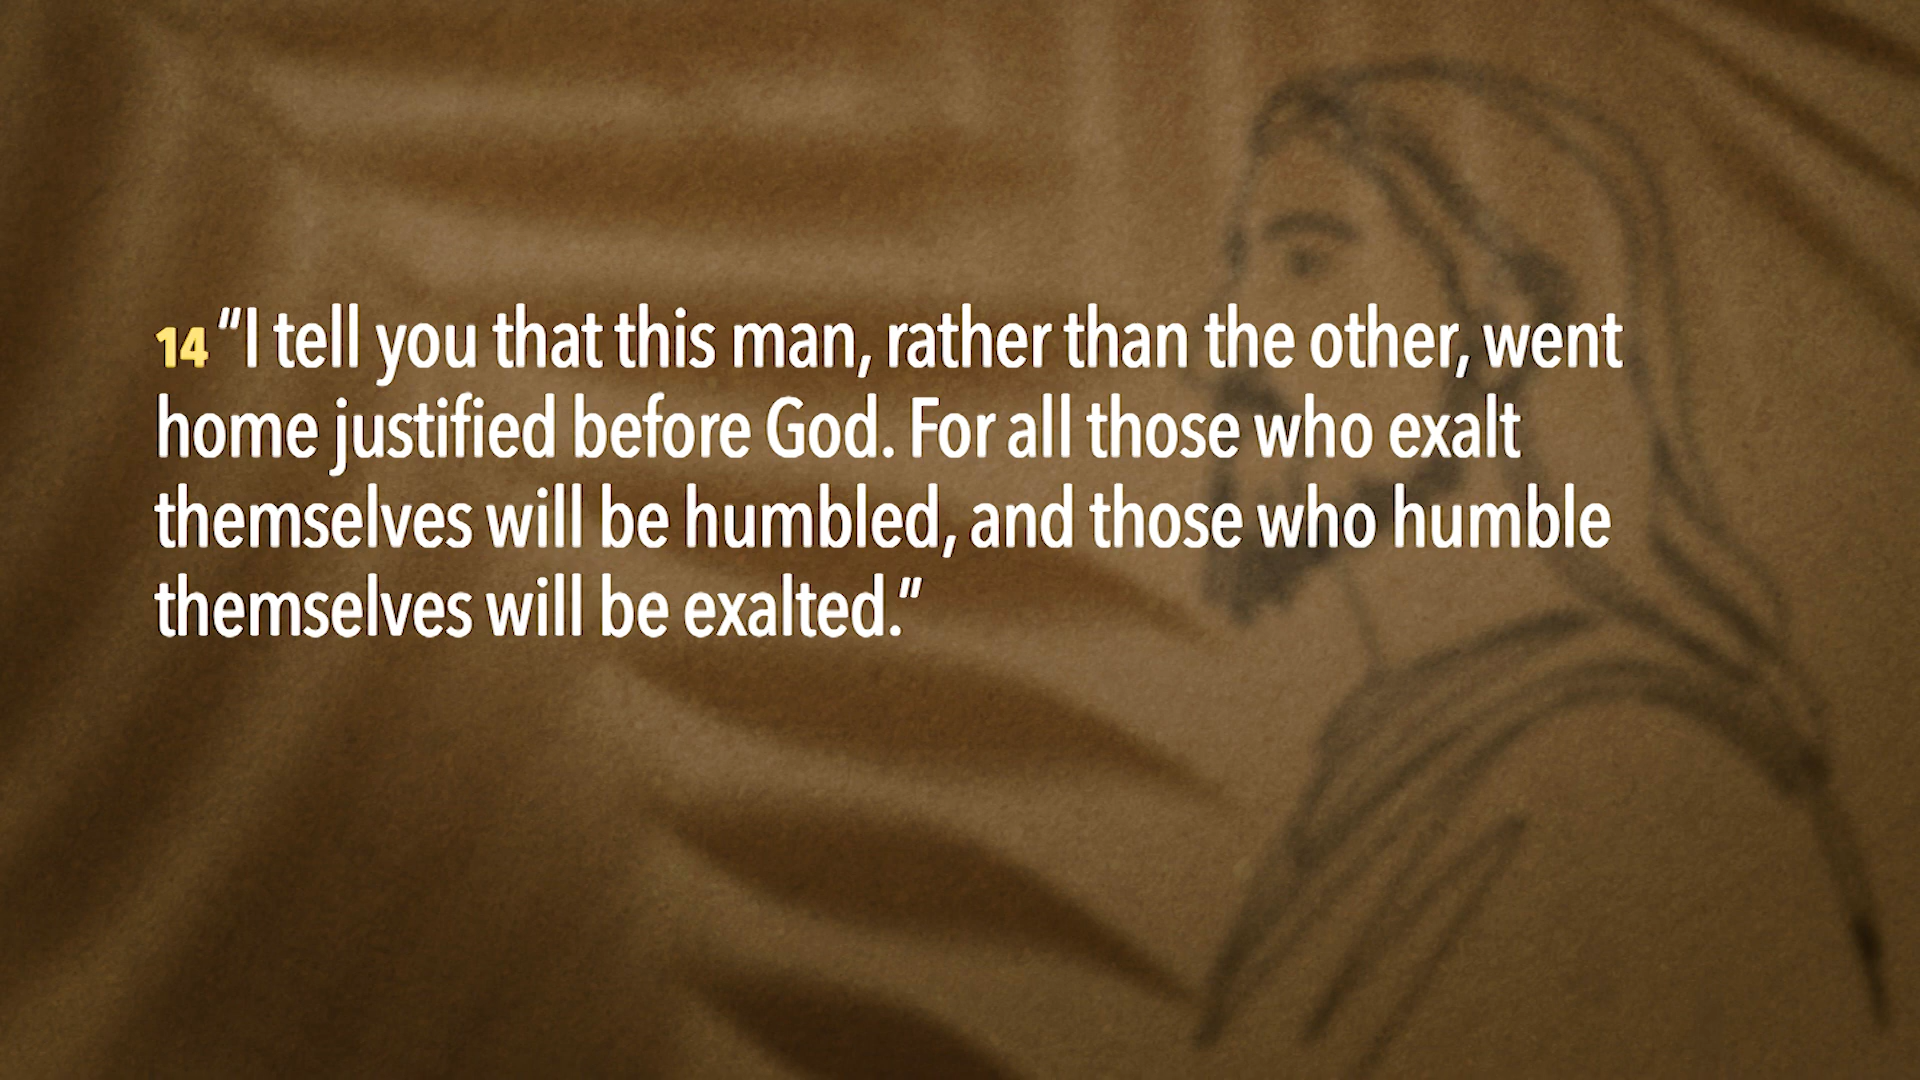 14 “I tell you that this man, rather than the other, went
home justified before God. For all those who exalt
themselves will be humbled, and those who humble
themselves will be exalted.”